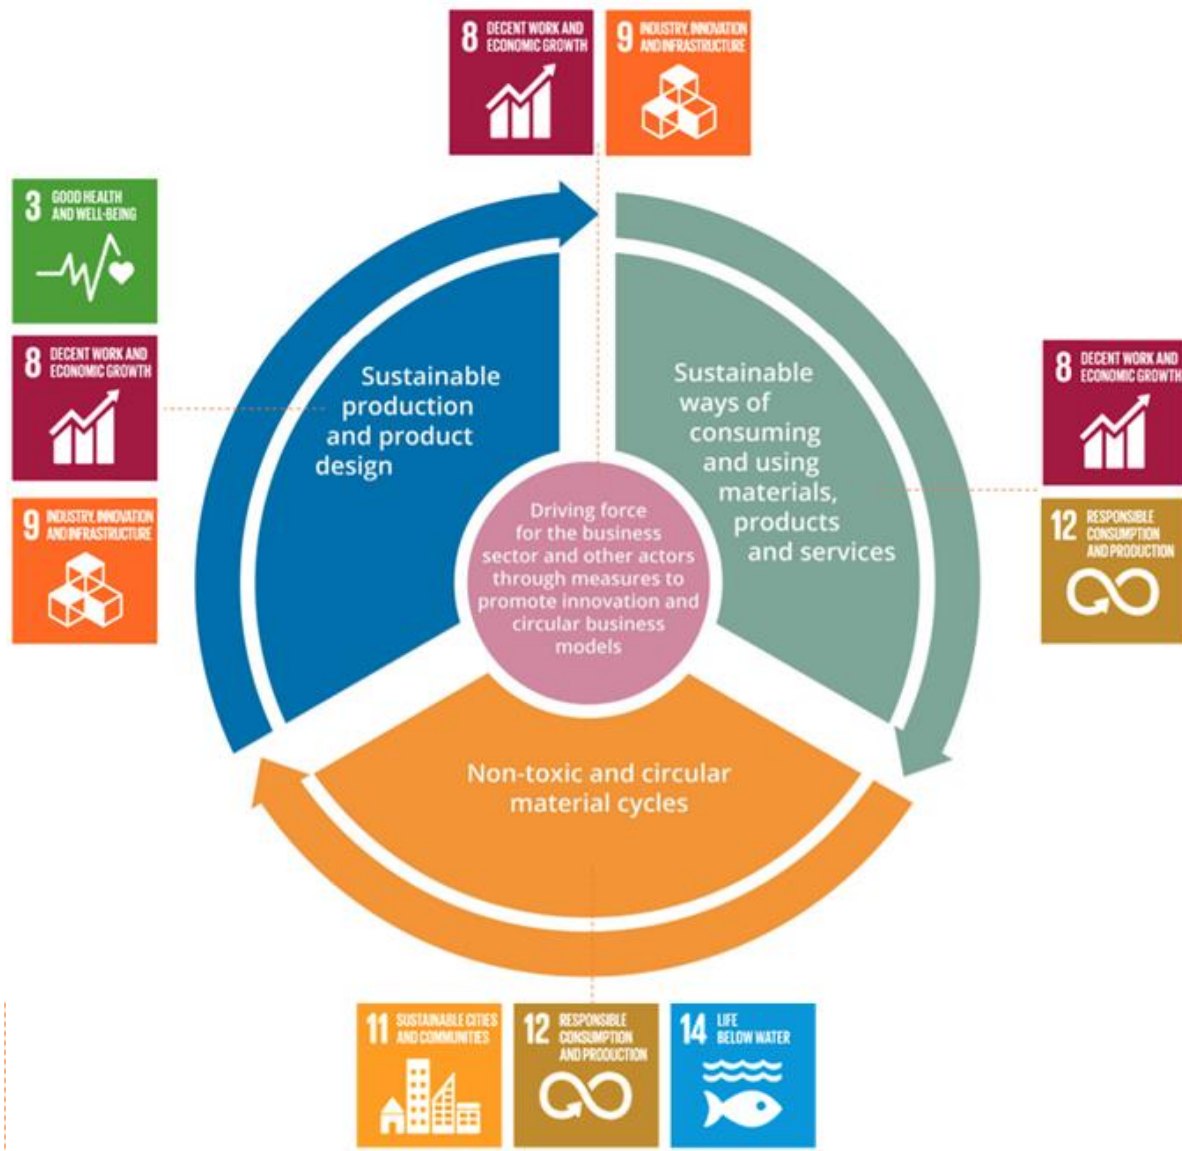 8 DECENT WORK AND
ECONOMIC GROWTH
9 INDUSTRY, INNOVATION
AND INFRASTRUCTURE
3 GOOD HEALTH
AND WELL-BEING
8 DECENT WORK AND
ECONOMIC GROWTH
9 INDUSTRY, INNOVATION
AND INFRASTRUCTURE
Sustainable
production
and product
design
Sustainable
ways of
consuming
and using
materials,
products
and services
8 DECENT WORK AND
ECONOMIC GROWTH
12 RESPONSIBLE
CONSUMPTION
AND PRODUCTION
Driving force
for the business
sector and other actors
through measures to
promote innovation and
circular business
models
Non-toxic and circular
material cycles
11 SUSTAINABLE CITIES
AND COMMUNITIES
12 RESPONSIBLE
CONSUMPTION
AND PRODUCTION
14 LIFE
BELOW WATER